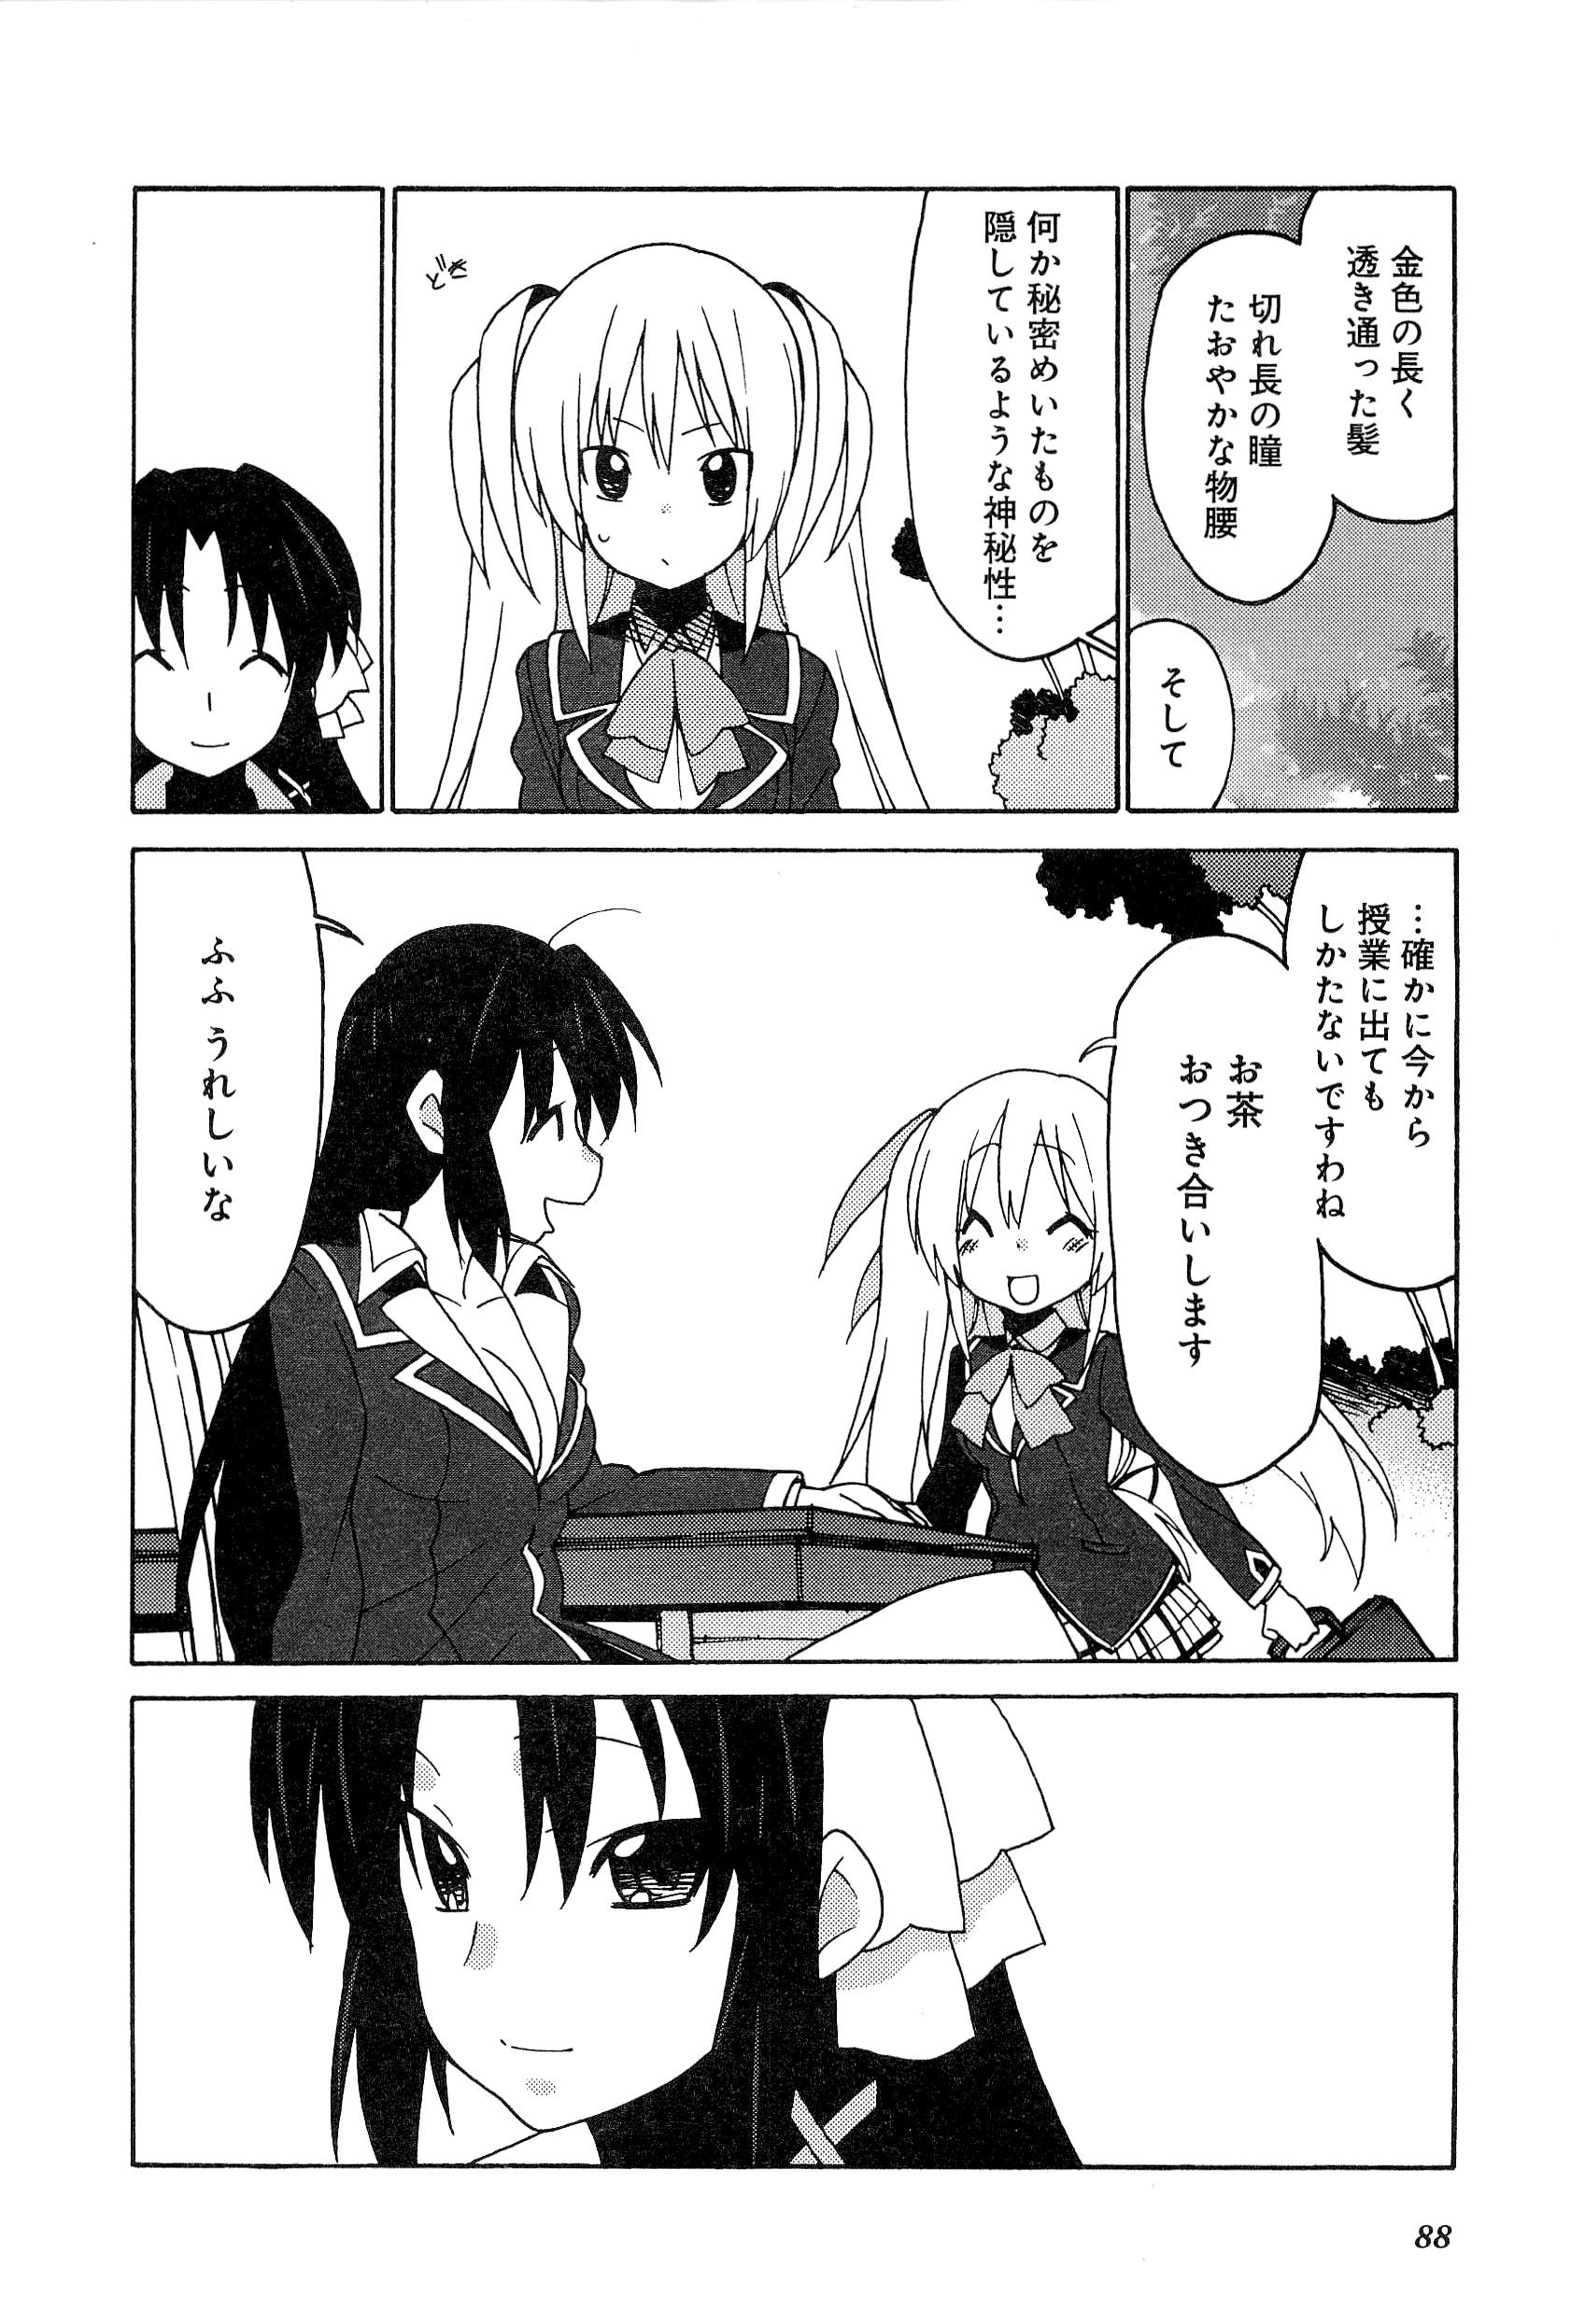 金色の長く
透き通った髪
切れ長の瞳
たおやかな物腰
そして
何か秘密めいたものを
隠しているような神秘性…
どき
…確かに今から
授業に出ても
しかたないですわね
お茶
おつき合いします
ふふ うれしいな
88